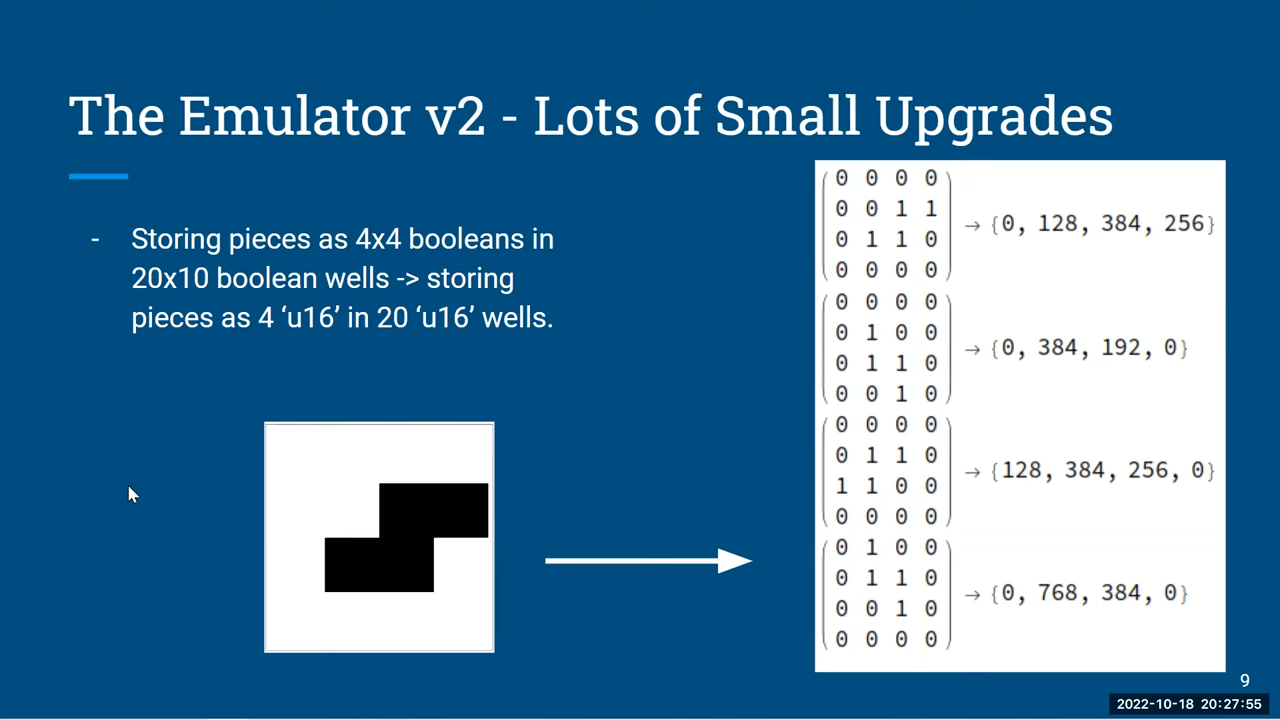 The Emulator v2 - Lots of Small Upgrades
- Storing pieces as 4x4 booleans in
20x10 boolean wells -> storing
pieces as 4 ‘u16’ in 20 ‘u16’ wells.
0 0 0 0
0 0 1 1
0 1 1 0
0 0 0 0
→ {0, 128, 384, 256}
0 0 0 0
0 1 0 0
0 1 1 0
0 0 1 0
→ {0, 384, 192, 0}
0 0 0 0
0 1 1 0
1 1 0 0
0 0 0 0
→ {128, 384, 256, 0}
0 1 0 0
0 1 1 0
0 0 1 0
0 0 0 0
→ {0, 768, 384, 0}
9
2022-10-18 20:27:55